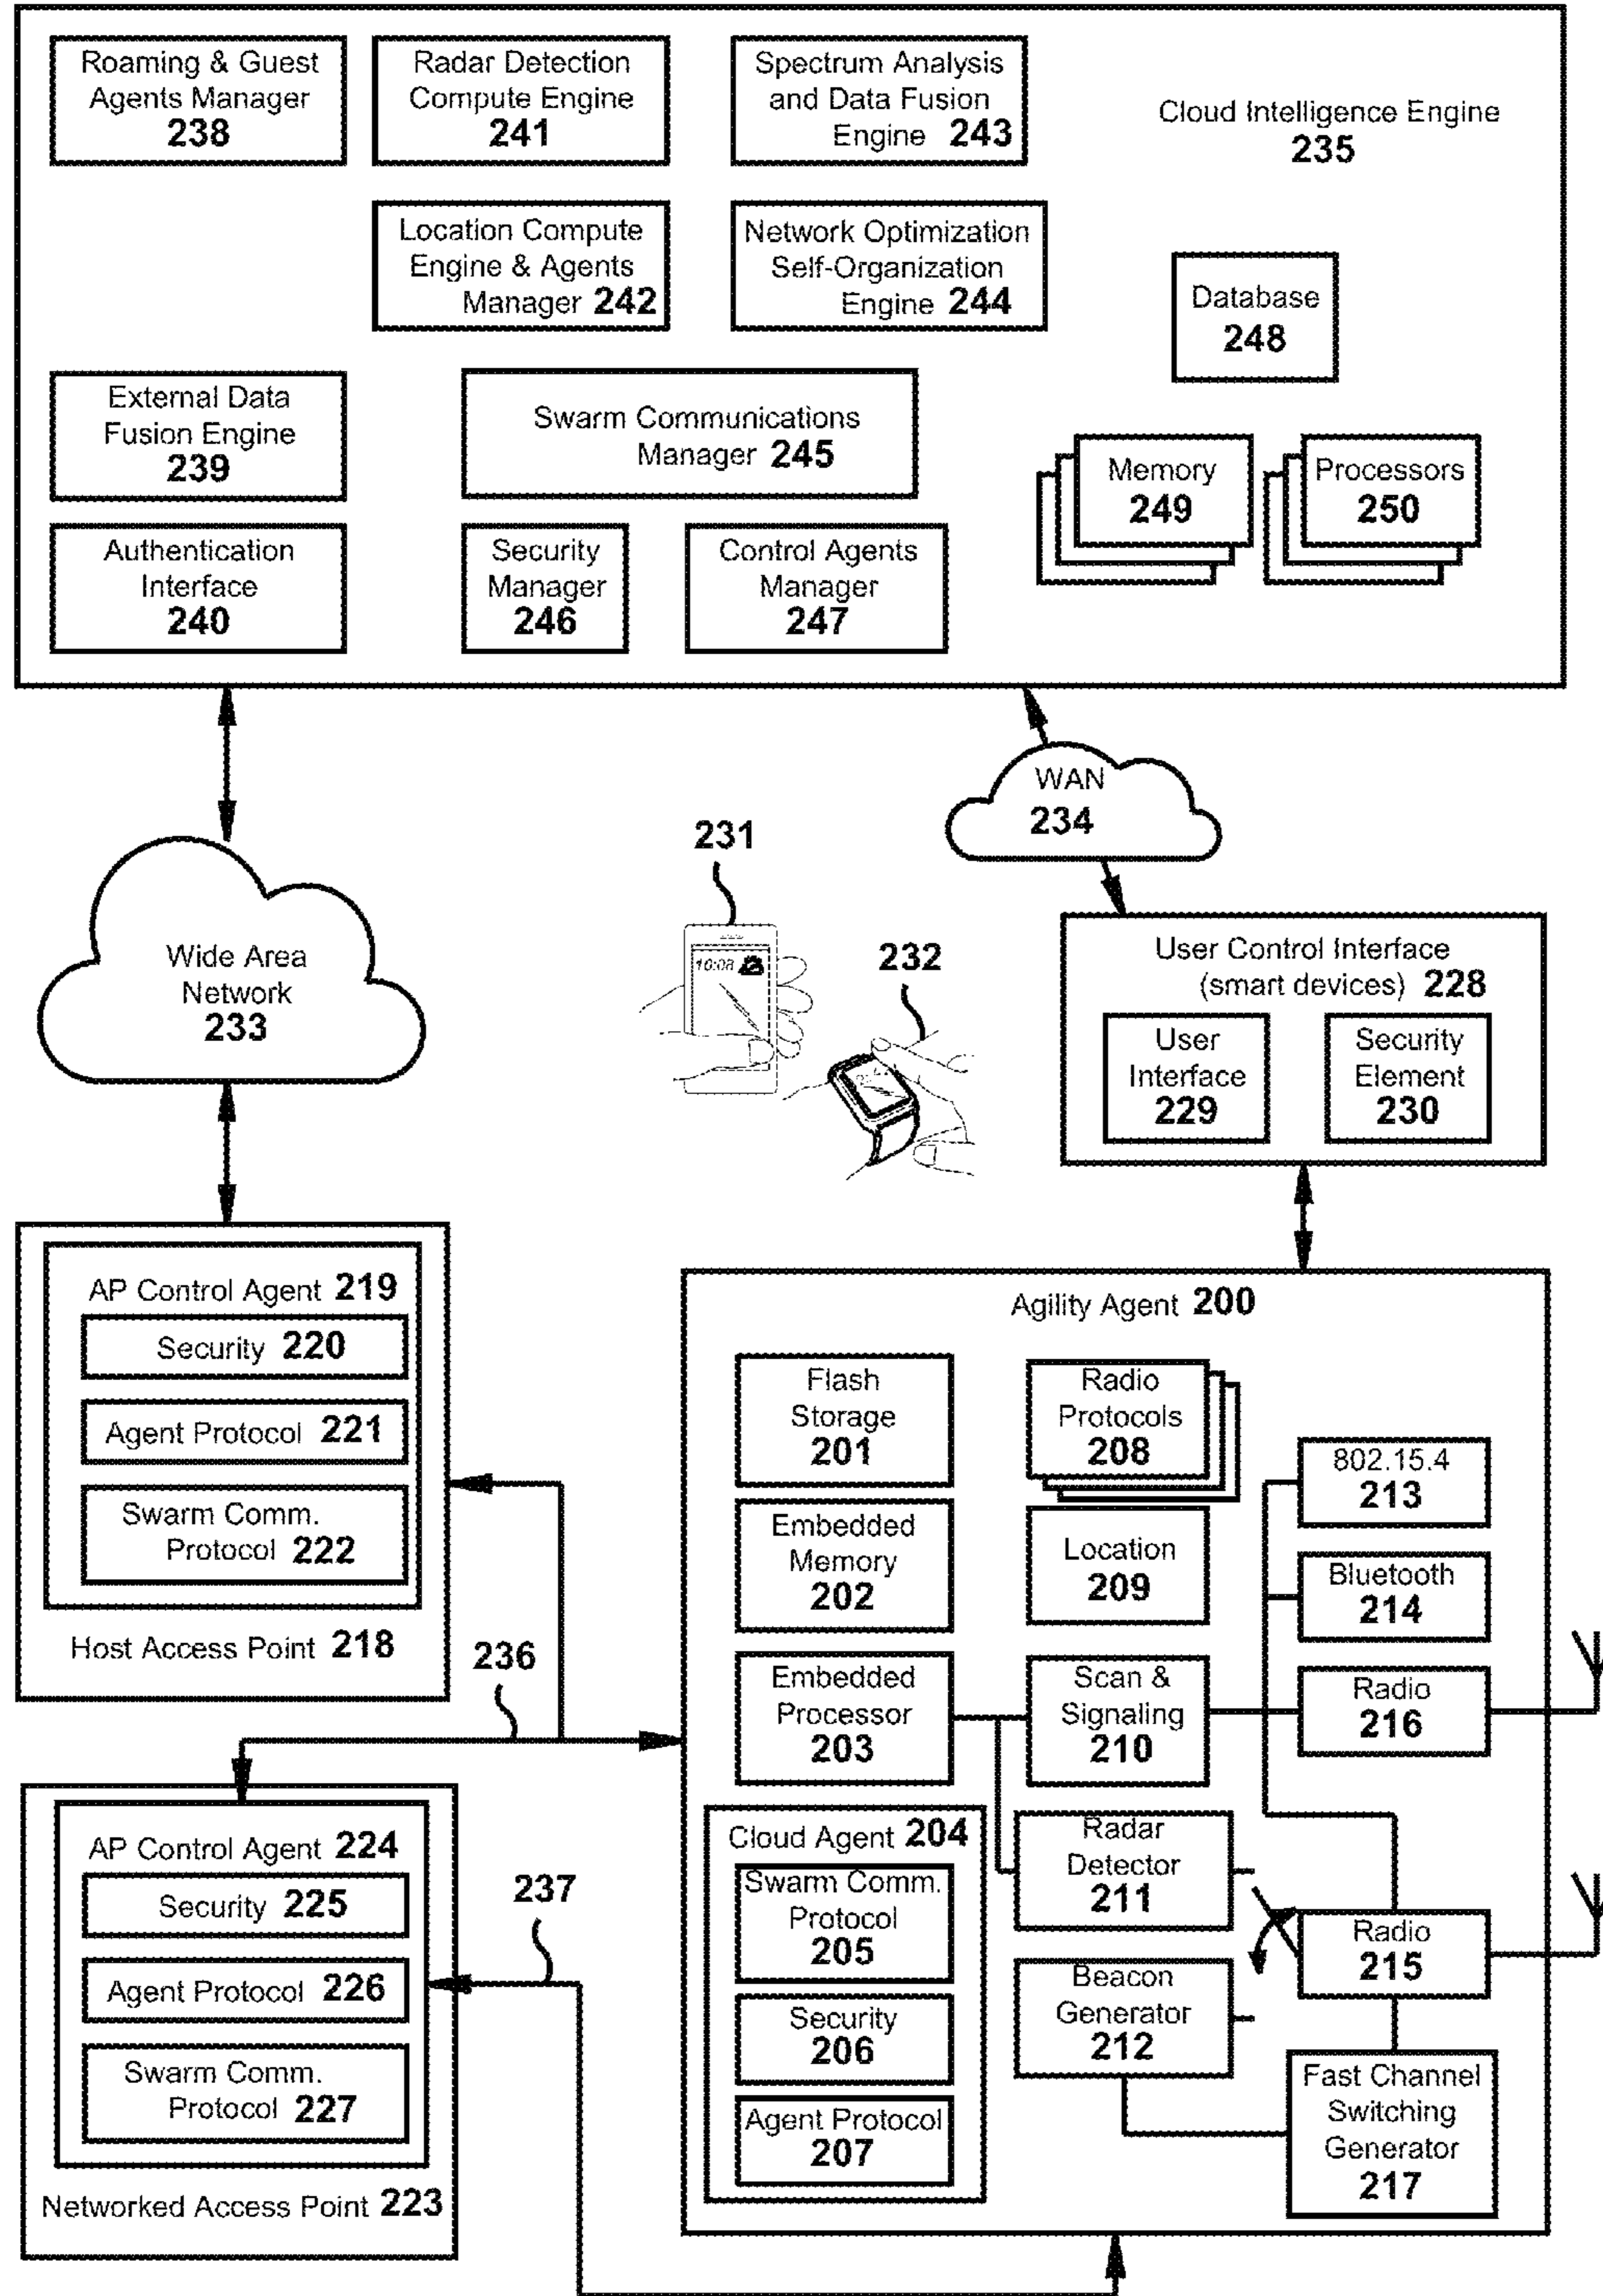 Roaming & Guest
Agents Manager
238
Radar Detection
Compute Engine
241
Spectrum Analysis
and Data Fusion
Engine 243
Cloud Intelligence Engine
235
Location Compute
Engine & Agents
Manager 242
Network Optimization
Self-Organization
Engine 244
Database
248
External Data
Fusion Engine
239
Swarm Communications
Manager 245
Memory
249
Processors
250
Authentication
Interface
240
Security
Manager
246
Control Agents
Manager
247
WAN
234
Wide Area
Network
233
231
10:08
232
User Control Interface
(smart devices) 228
User
Interface
229
Security
Element
230
AP Control Agent 219
Security 220
Agent Protocol 221
Swarm Comm.
Protocol 222
Host Access Point 218
236
AP Control Agent 224
Security 225
Agent Protocol 226
Swarm Comm.
Protocol 227
Networked Access Point 223
237
Agility Agent 200
Flash
Storage
201
Radio
Protocols
208
802.15.4
213
Embedded
Memory
202
Location
209
Bluetooth
214
Embedded
Processor
203
Scan &
Signaling
210
Radio
216
Cloud Agent 204
Swarm Comm.
Protocol
205
Security
206
Agent Protocol
207
Radar
Detector
211
Beacon
Generator
212
Radio
215
Fast Channel
Switching
Generator
217